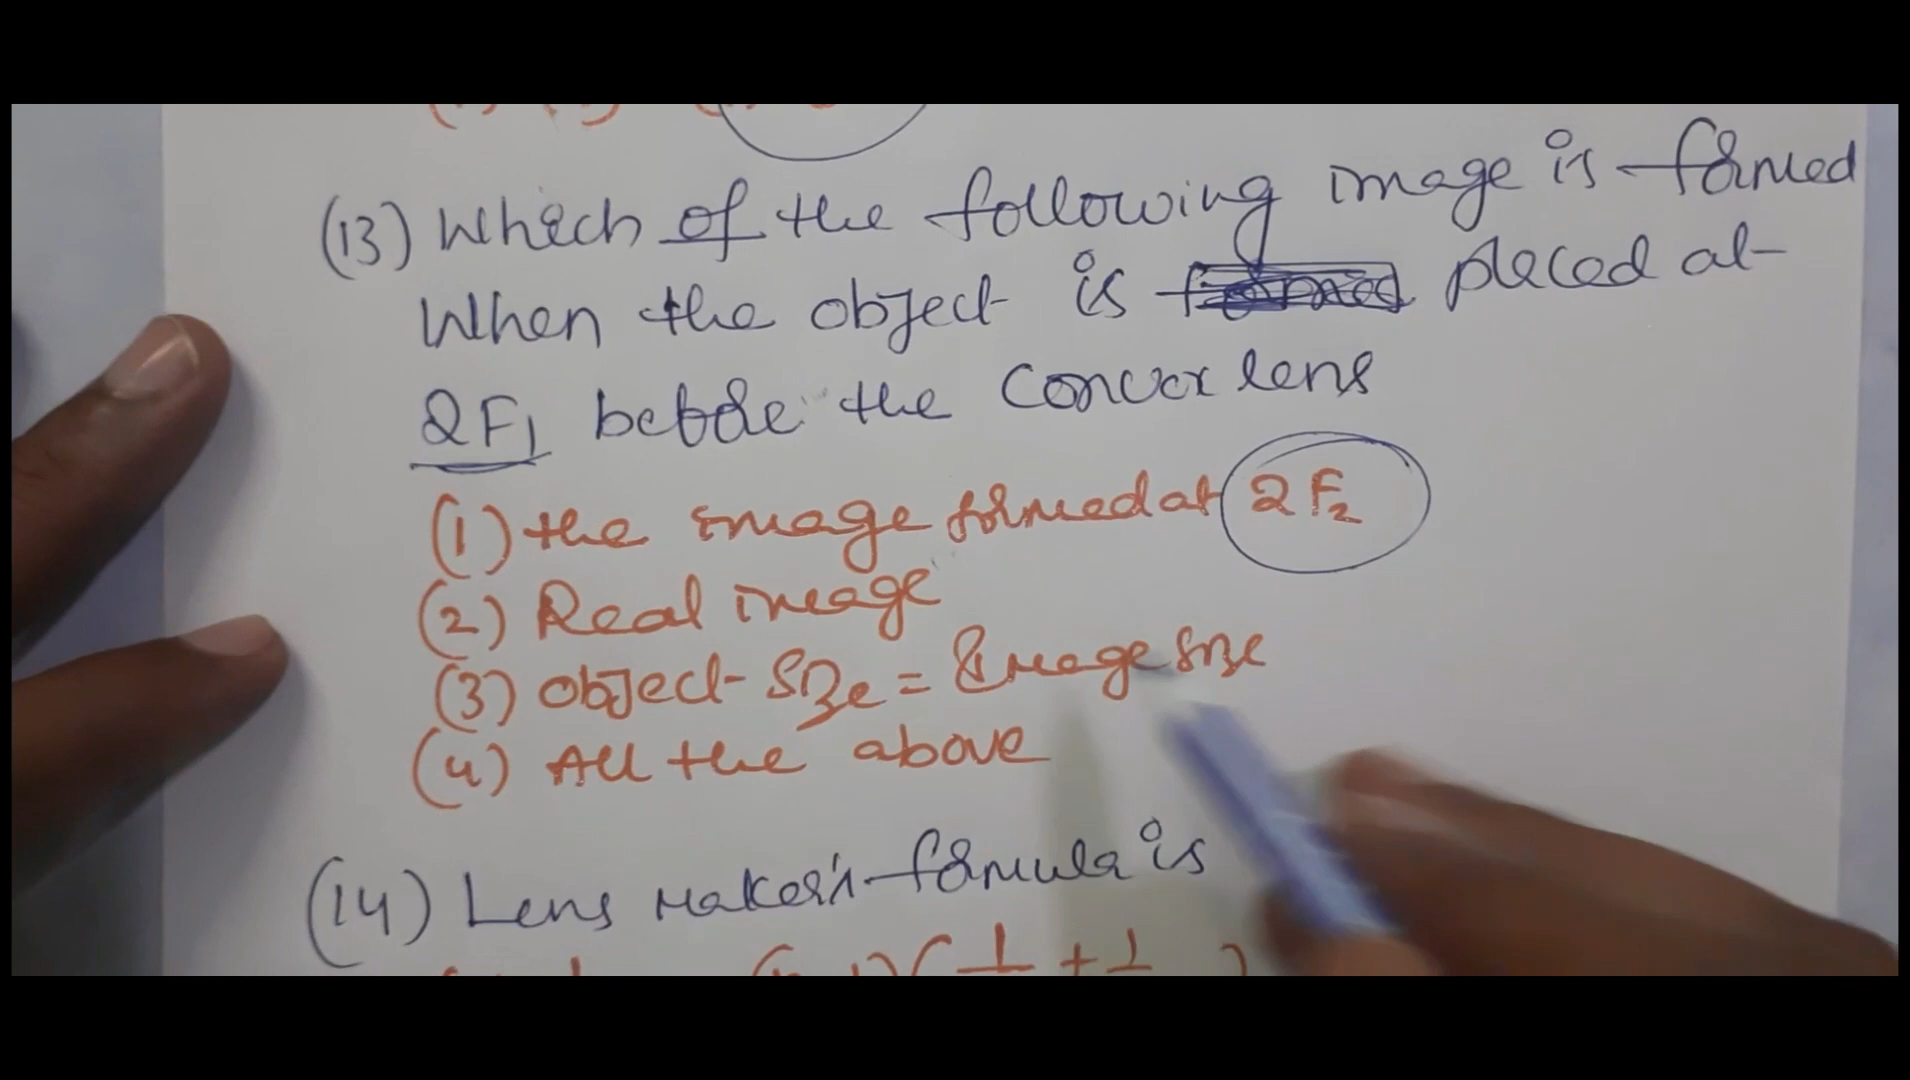 (13) Which of the following image is formed
When the object is placed at
2F1 before the Convex lens
(1) the image formed at 2F2
(2) Real image
(3) object size = Image size
(4) All the above
(14) Lens maker's formula is
( 1 + 1 )